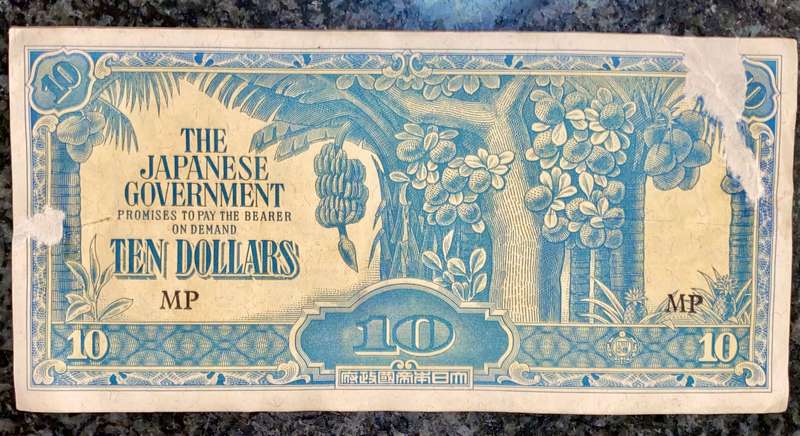 10
THE
JAPANESE
GOVERNMENT
PROMISES TO PAY THE BEARER
ON DEMAND
TEN DOLLARS
MP
MP
10
10
10
大日本帝國政府